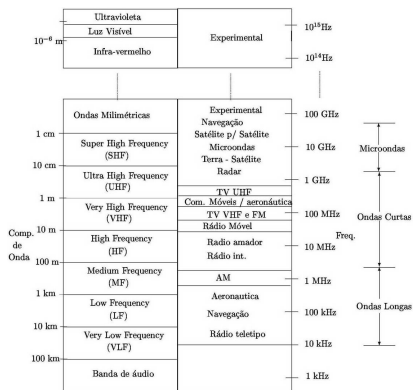 Ultravioleta
Luz Visível
10⁻⁶ m
Infra-vermelho
Experimental
10¹⁵Hz
10¹⁴Hz
Ondas Milimétricas
1 cm
Super High Frequency
(SHF)
10 cm
Ultra High Frequency
(UHF)
1 m
Very High Frequency
(VHF)
10 m
Comp.
de
Onda
High Frequency
(HF)
100 m
Medium Frequency
(MF)
1 km
Low Frequency
(LF)
10 km
Very Low Frequency
(VLF)
100 km
Banda de áudio
Experimental
Navegação
Satélite p/ Satélite
Microondas
Terra - Satélite
Radar
TV UHF
Com. Móveis / aeronáutica
TV VHF e FM
Rádio Móvel
Radio amador
Rádio int.
AM
Aeronautica
Navegação
Rádio teletipo
100 GHz
10 GHz
1 GHz
100 MHz
Freq.
10 MHz
1 MHz
100 kHz
10 kHz
1 kHz
Microondas
Ondas Curtas
Ondas Longas